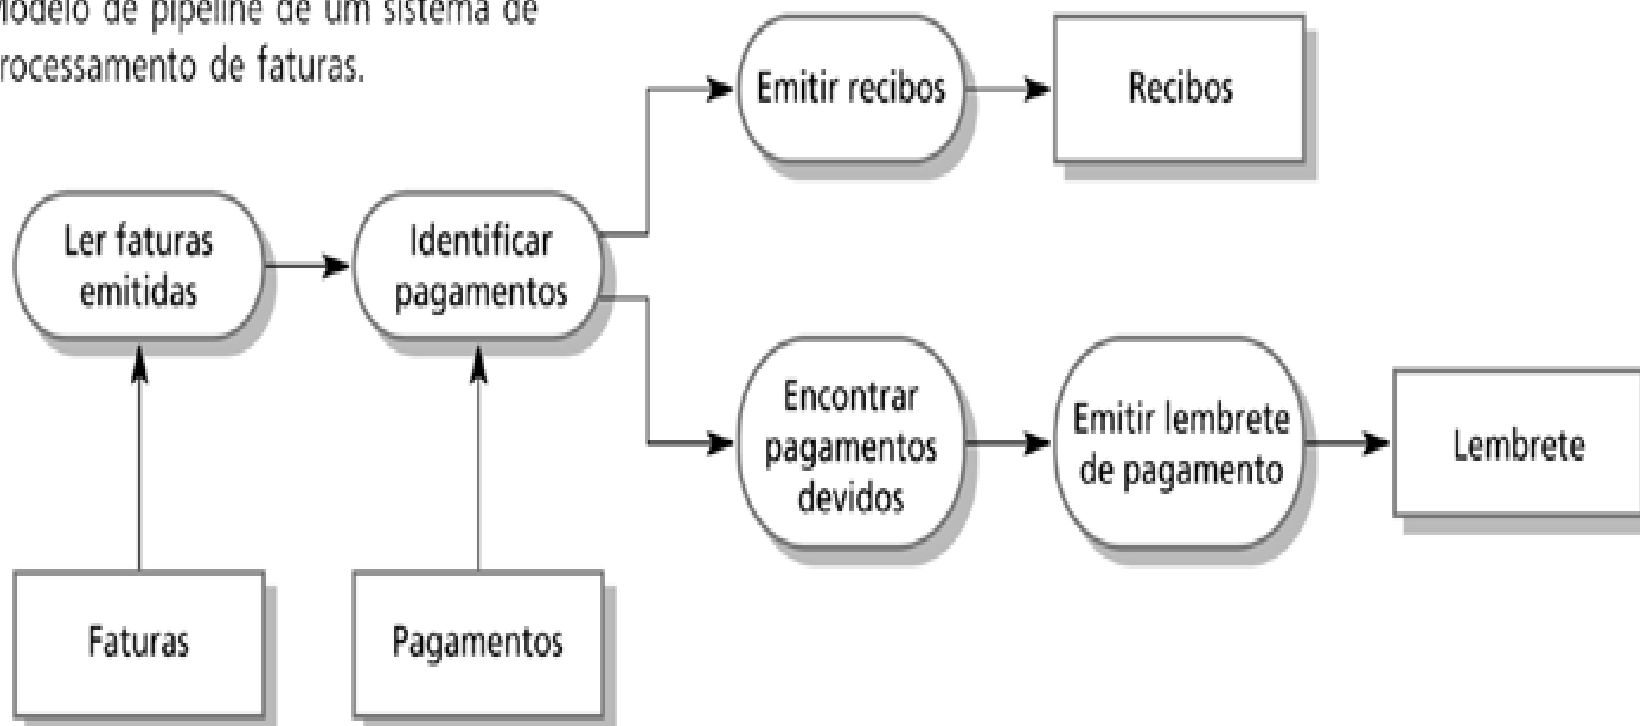 Modelo de pipeline de um sistema de
rocessamento de faturas.
Emitir recibos
Recibos
Ler faturas
emitidas
Identificar
pagamentos
Encontrar
pagamentos
devidos
Emitir lembrete
de pagamento
Lembrete
Faturas
Pagamentos